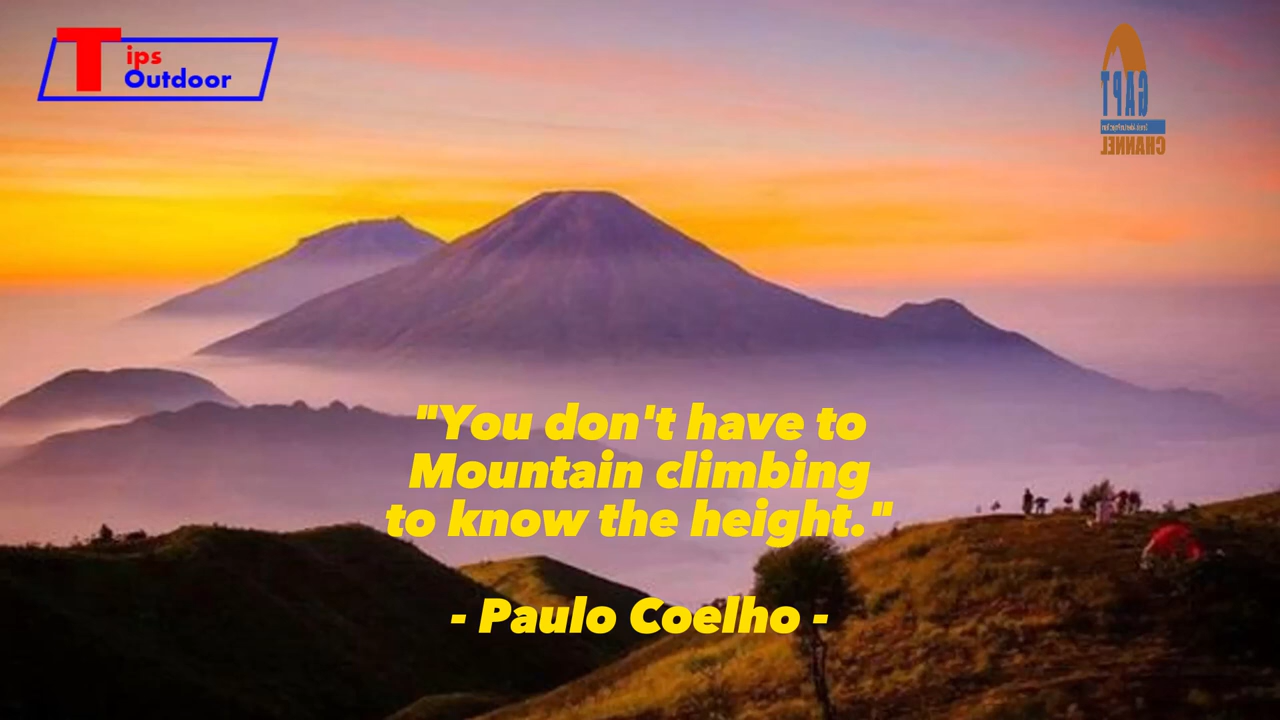 Tips
Outdoor
GAPT
CHANNEL
"You don't have to
Mountain climbing
to know the height."
- Paulo Coelho -